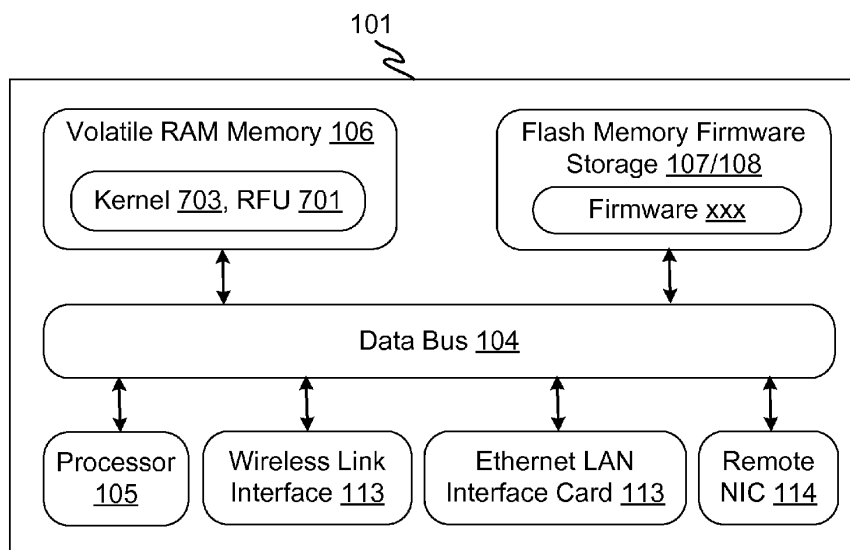 101
Volatile RAM Memory 106
Kernel 703, RFU 701
Flash Memory Firmware
Storage 107/108
Firmware xxx
Data Bus 104
Processor
105
Wireless Link
Interface 113
Ethernet LAN
Interface Card 113
Remote
NIC 114